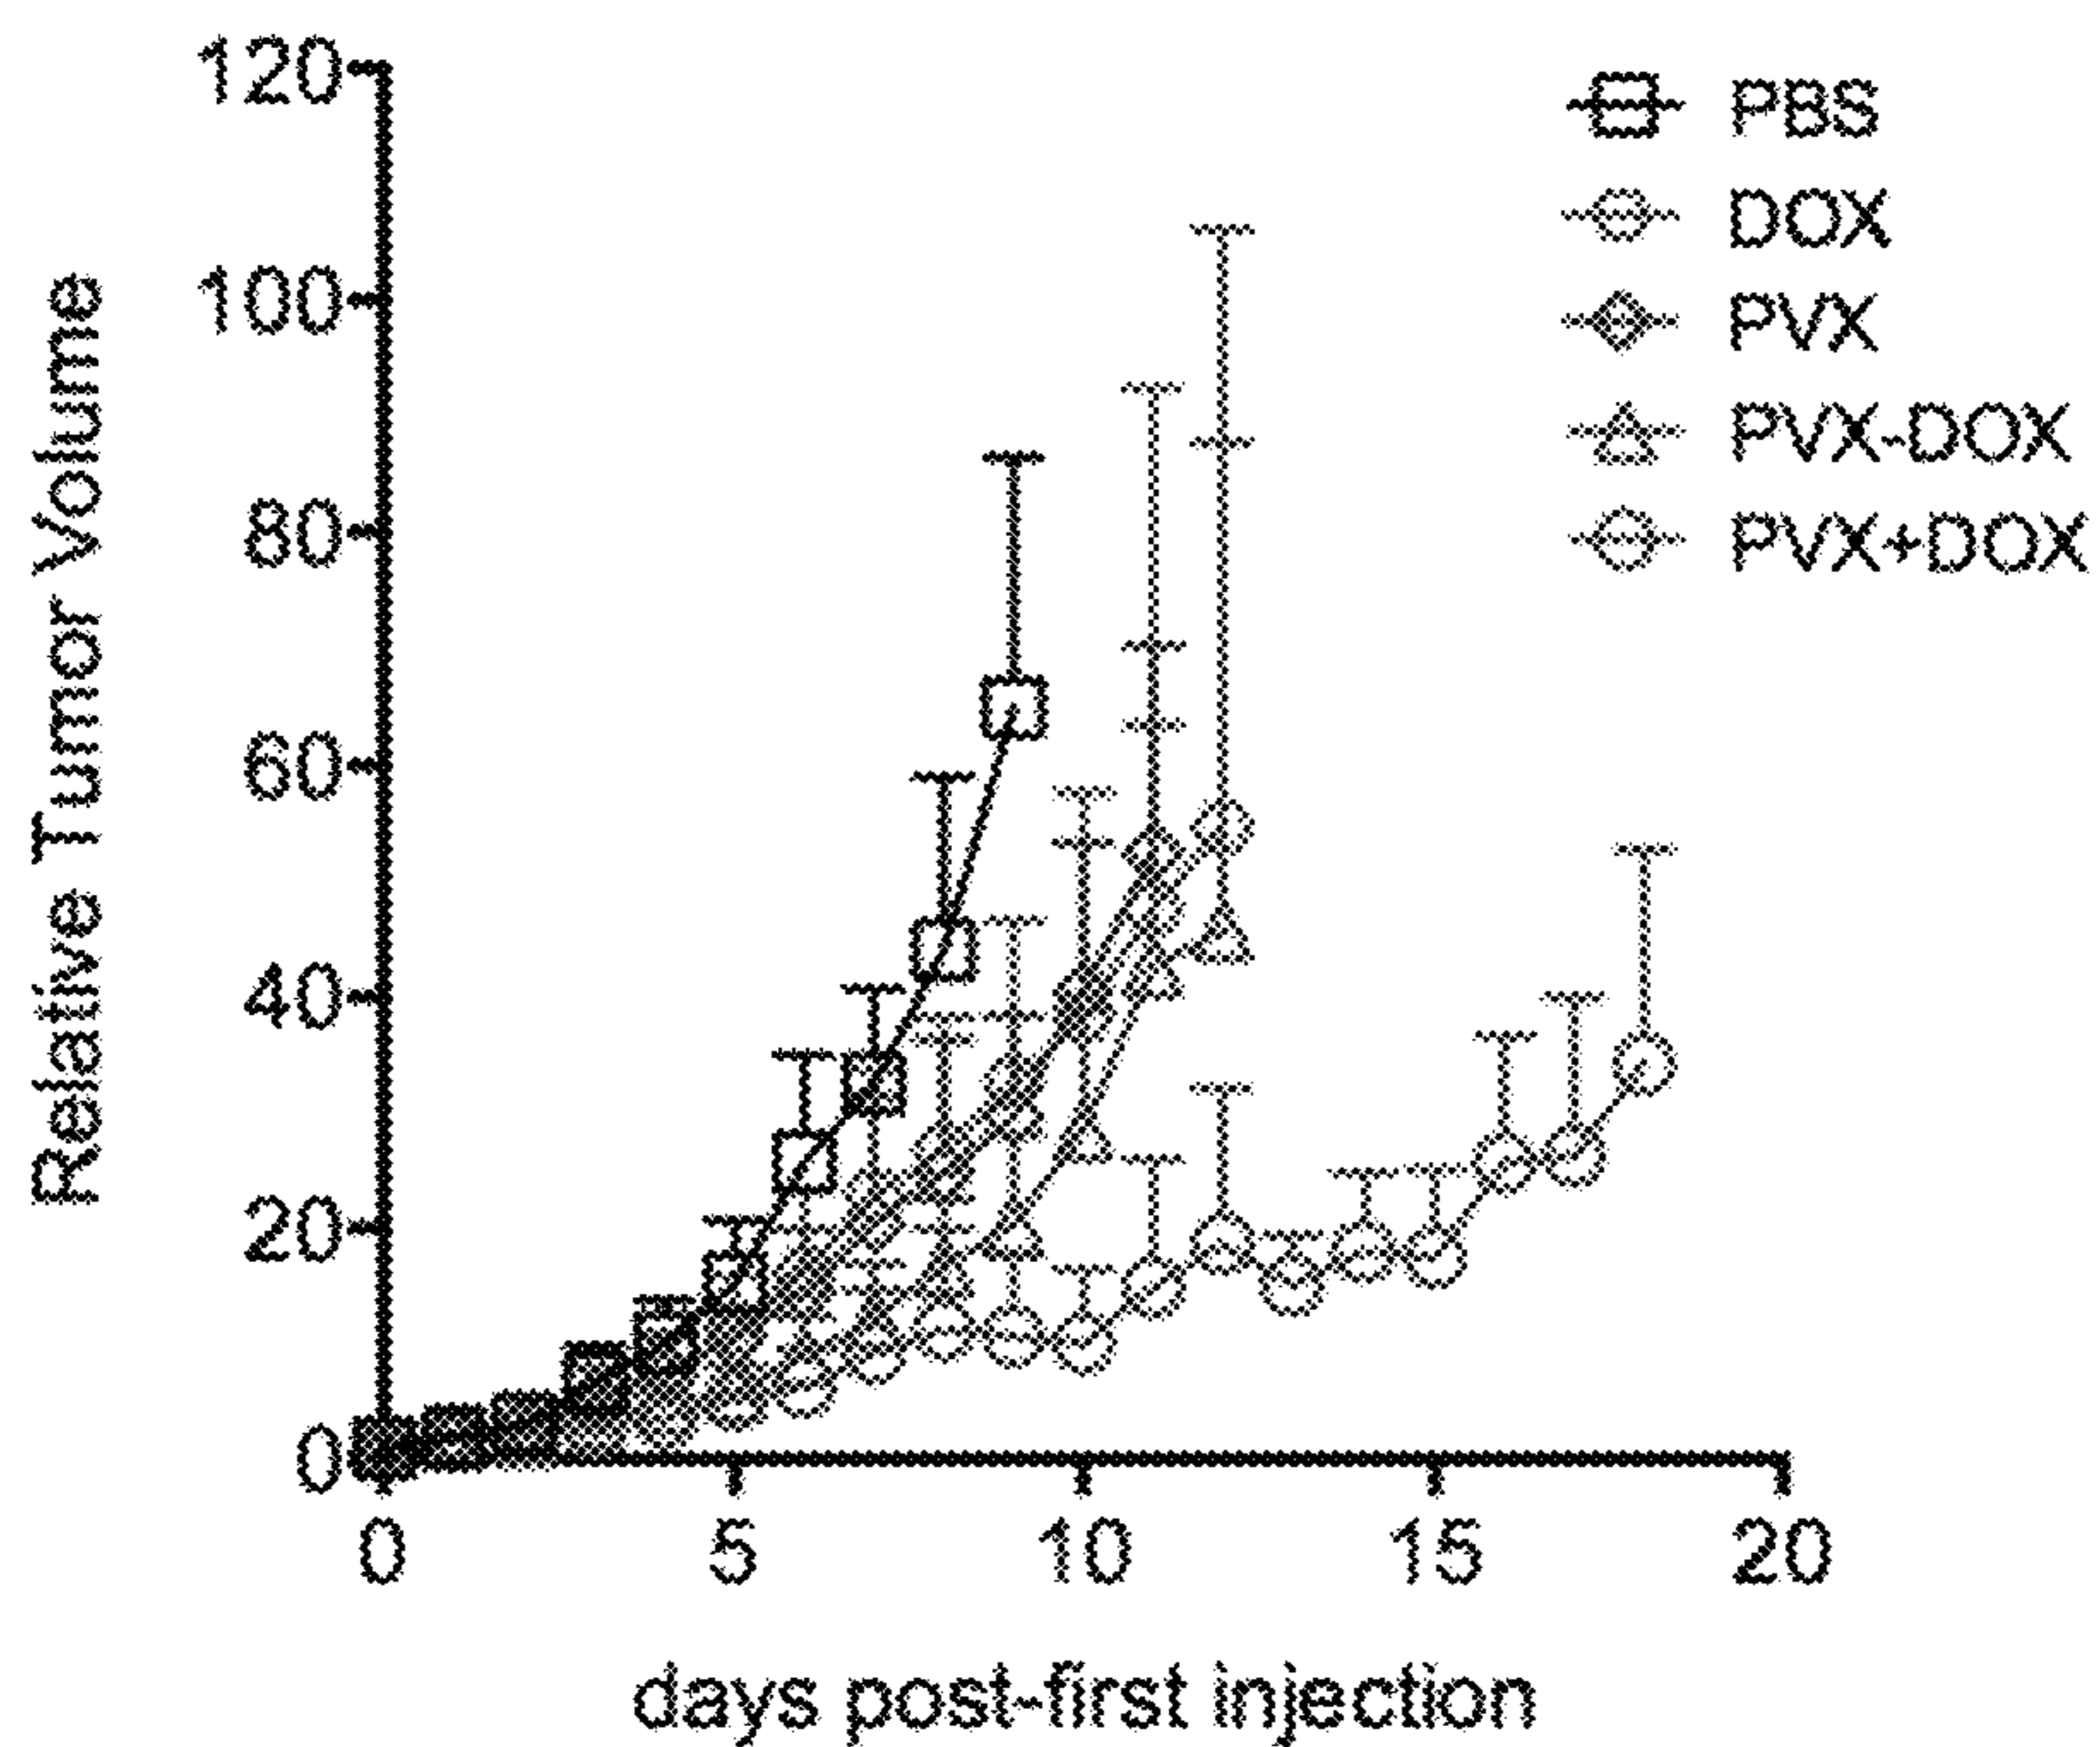 Relative Tumor Volume
120
100
80
60
40
20
0
0 5 10 15 20
days post-first injection
PBS
DOX
PVX
PVX-DOX
PVX+DOX